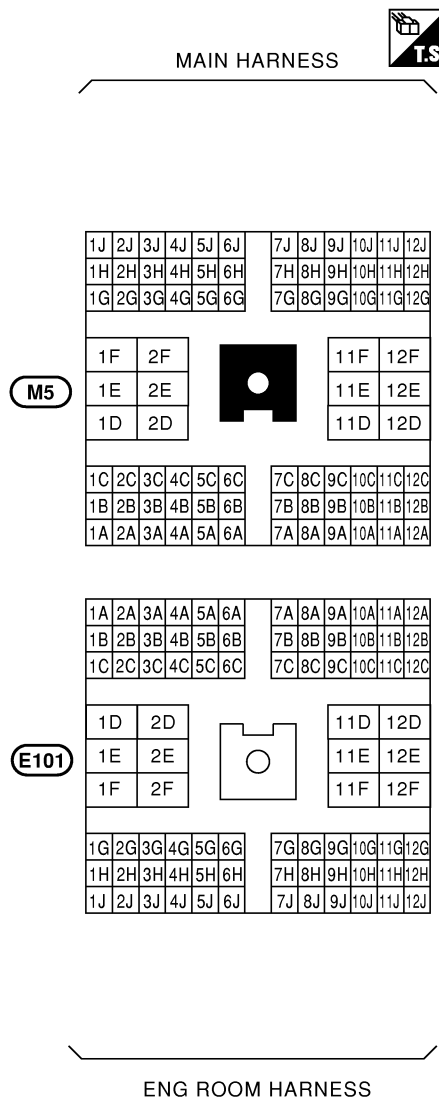 T.S
MAIN HARNESS
1J 2J 3J 4J 5J 6J 7J 8J 9J 10J 11J 12J
1H 2H 3H 4H 5H 6H 7H 8H 9H 10H 11H 12H
1G 2G 3G 4G 5G 6G 7G 8G 9G 10G 11G 12G
1F 2F 11F 12F
M5 1E 2E 11E 12E
1D 2D 11D 12D
1C 2C 3C 4C 5C 6C 7C 8C 9C 10C 11C 12C
1B 2B 3B 4B 5B 6B 7B 8B 9B 10B 11B 12B
1A 2A 3A 4A 5A 6A 7A 8A 9A 10A 11A 12A
1A 2A 3A 4A 5A 6A 7A 8A 9A 10A 11A 12A
1B 2B 3B 4B 5B 6B 7B 8B 9B 10B 11B 12B
1C 2C 3C 4C 5C 6C 7C 8C 9C 10C 11C 12C
1D 2D 11D 12D
E101 1E 2E 11E 12E
1F 2F 11F 12F
1G 2G 3G 4G 5G 6G 7G 8G 9G 10G 11G 12G
1H 2H 3H 4H 5H 6H 7H 8H 9H 10H 11H 12H
1J 2J 3J 4J 5J 6J 7J 8J 9J 10J 11J 12J
ENG ROOM HARNESS